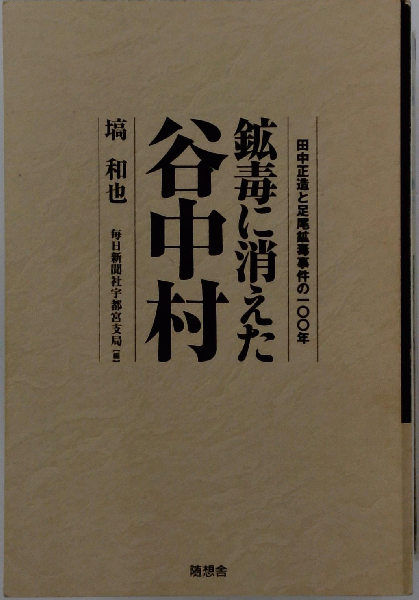 田中正造と足尾鉱毒事件の一〇〇年
鉱毒に消えた
谷中村
塙 和也
毎日新聞社宇都宮支局[編]
随想舎